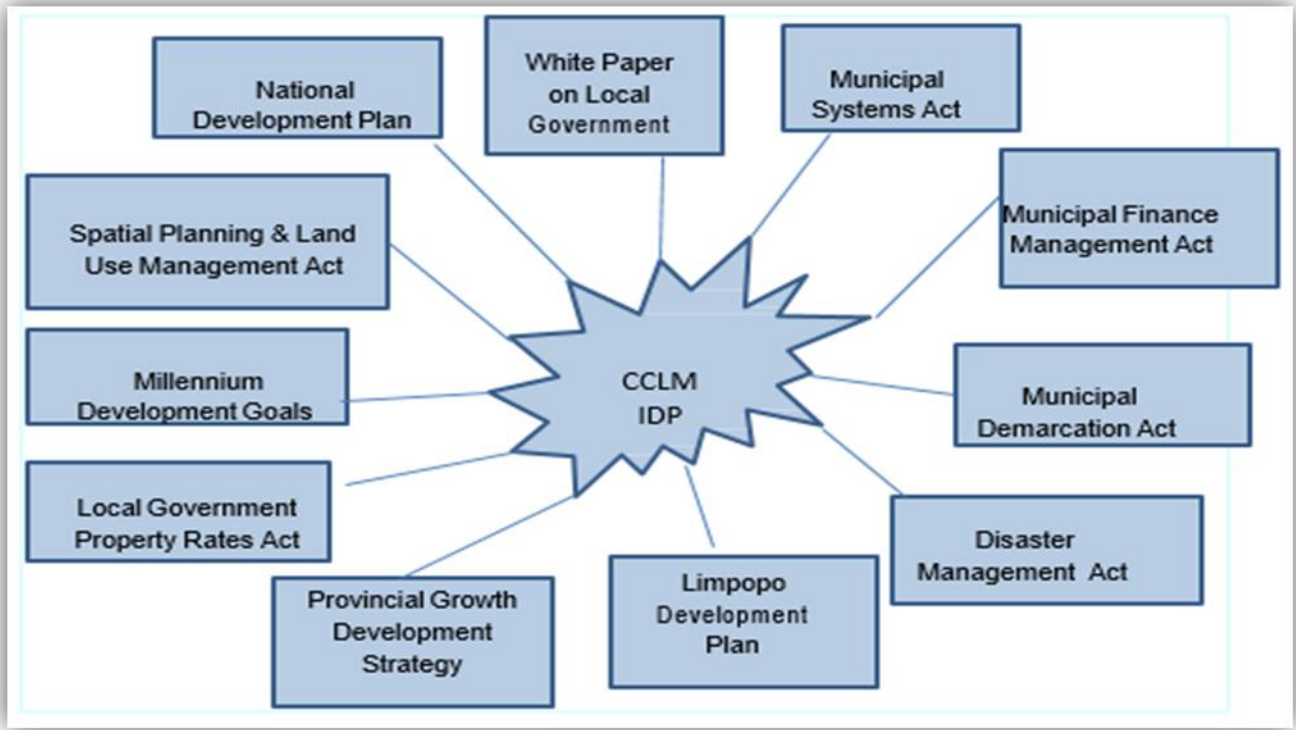 National
Development Plan
White Paper
on Local
Government
Municipal
Systems Act
Municipal Finance
Management Act
Spatial Planning & Land
Use Management Act
Millennium
Development Goals
CCLM
IDP
Municipal
Demarcation Act
Local Government
Property Rates Act
Provincial Growth
Development
Strategy
Limpopo
Development
Plan
Disaster
Management Act